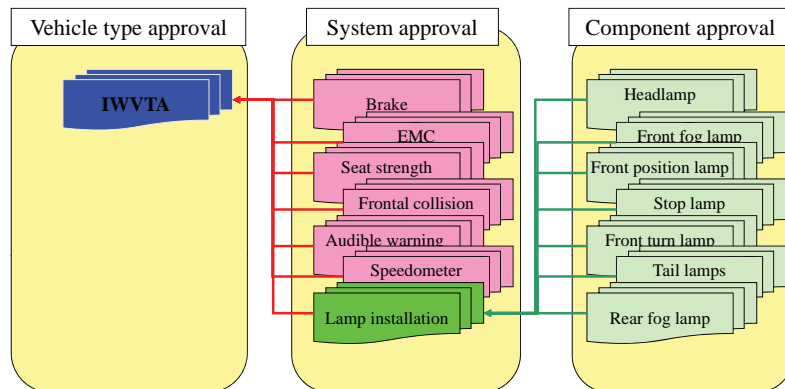 Vehicle type approval
System approval
Component approval
IWVTA
Brake
EMC
Seat strength
Frontal collision
Audible warning
Speedometer
Lamp installation
Headlamp
Front fog lamp
Front position lamp
Stop lamp
Front turn lamp
Tail lamps
Rear fog lamp